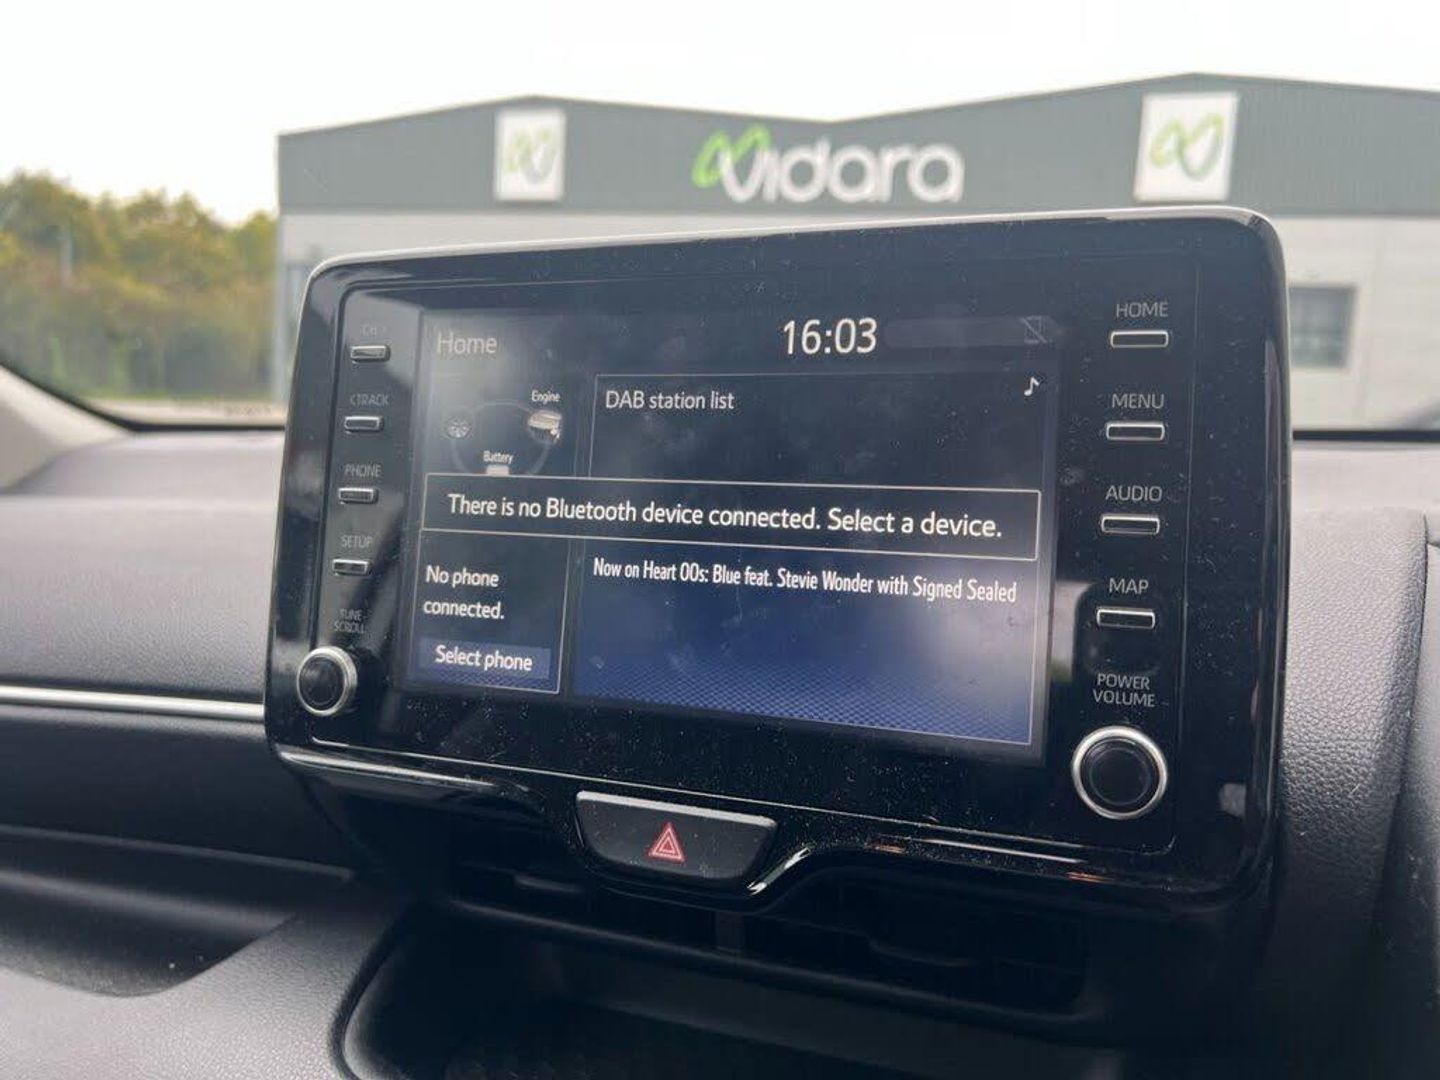 Vidara
HOME
MENU
AUDIO
MAP
POWER
VOLUME
CH >
<TRACK
PHONE
SETUP
TUNE·
SCROLL
Home
16:03
Engine
Battery
DAB station list
There is no Bluetooth device connected. Select a device.
No phone
connected.
Select phone
Now on Heart 00s: Blue feat. Stevie Wonder with Signed Sealed